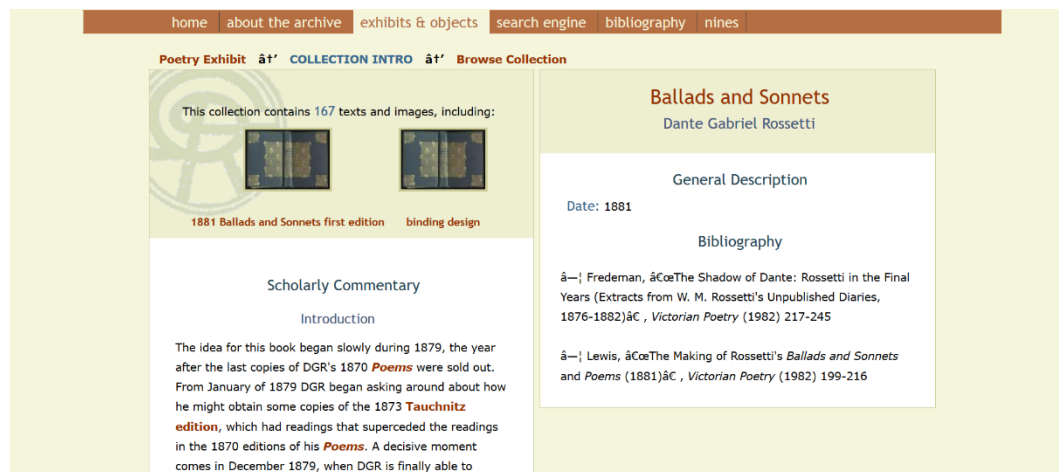 home about the archive exhibits & objects search engine bibliography nines
Poetry Exhibit â†’ COLLECTION INTRO â†’ Browse Collection
This collection contains 167 texts and images, including:
1881 Ballads and Sonnets first edition binding design
Scholarly Commentary
Introduction
The idea for this book began slowly during 1879, the year
after the last copies of DGR's 1870 Poems were sold out.
From January of 1879 DGR began asking around about how
he might obtain some copies of the 1873 Tauchnitz
edition, which had readings that superceded the readings
in the 1870 editions of his Poems. A decisive moment
comes in December 1879, when DGR is finally able to
Ballads and Sonnets
Dante Gabriel Rossetti
General Description
Date: 1881
Bibliography
â—¦ Fredeman, â€œThe Shadow of Dante: Rossetti in the Final
Years (Extracts from W. M. Rossetti's Unpublished Diaries,
1876-1882)â€ , Victorian Poetry (1982) 217-245
â—¦ Lewis, â€œThe Making of Rossetti's Ballads and Sonnets
and Poems (1881)â€ , Victorian Poetry (1982) 199-216